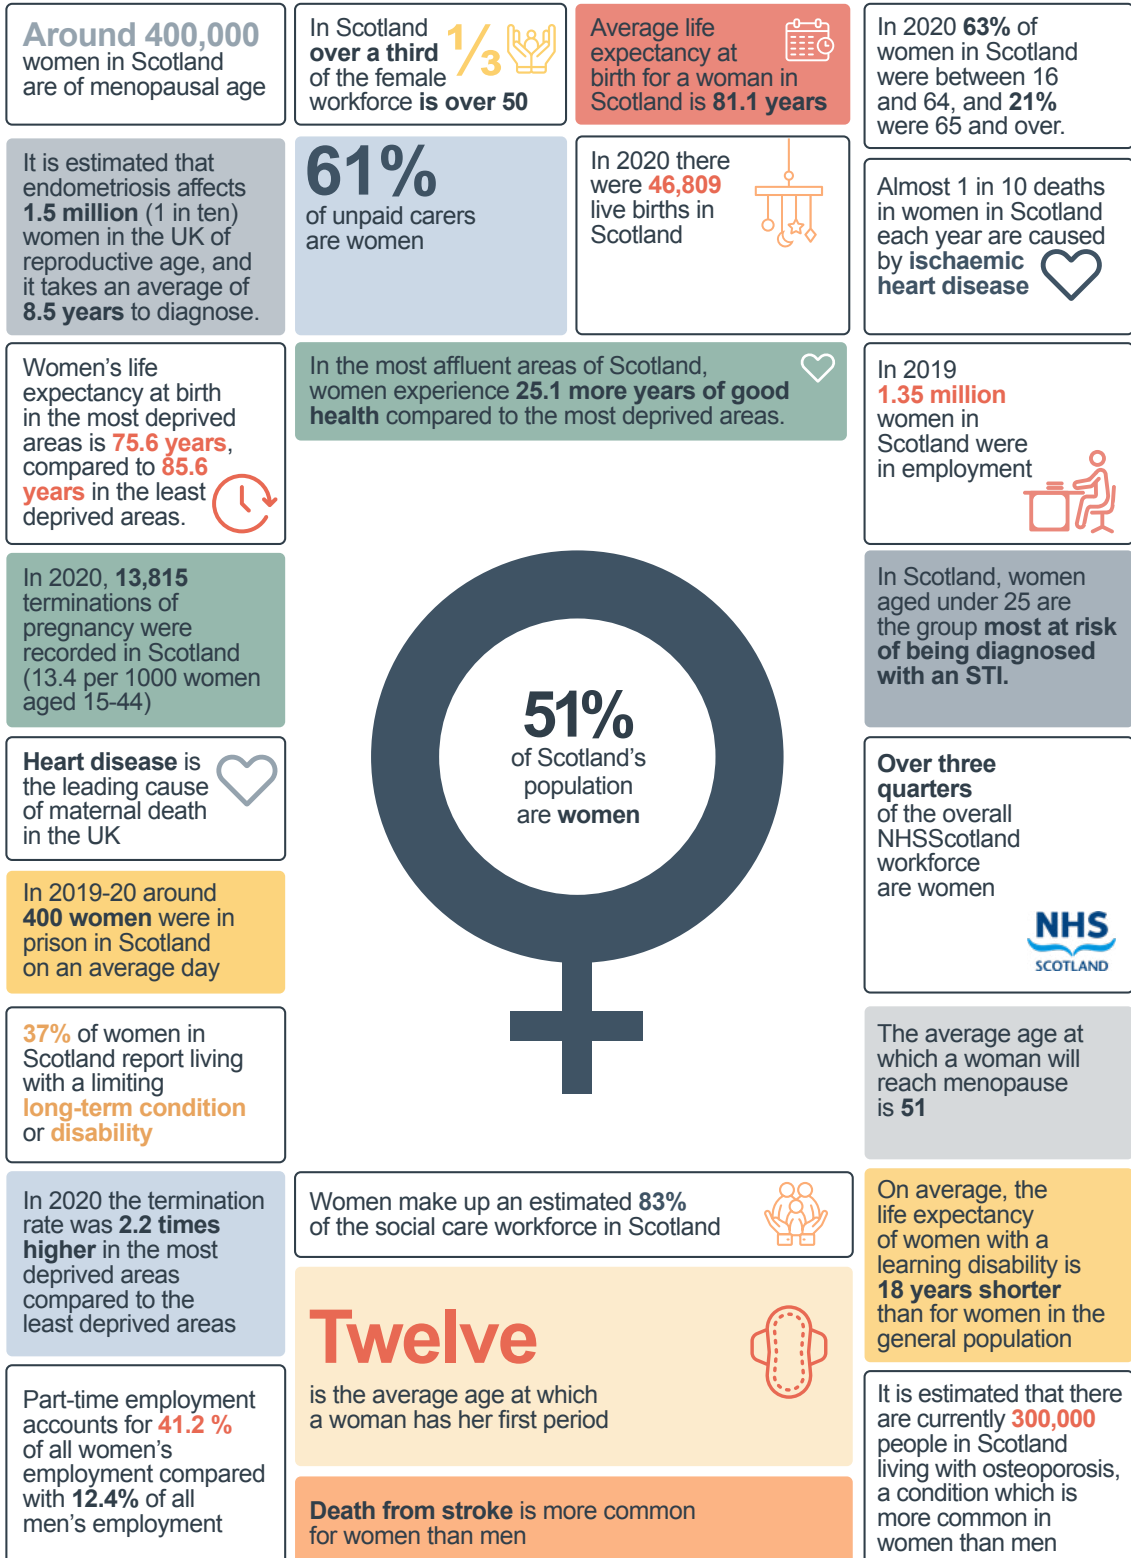 Around 400,000
women in Scotland
are of menopausal age
In Scotland
over a third
of the female
workforce is over 50
1/3
Average life
expectancy at
birth for a woman in
Scotland is 81.1 years
In 2020 63% of
women in Scotland
were between 16
and 64, and 21%
were 65 and over.
It is estimated that
endometriosis affects
1.5 million (1 in ten)
women in the UK of
reproductive age, and
it takes an average of
8.5 years to diagnose.
61%
of unpaid carers
are women
In 2020 there
were 46,809
live births in
Scotland
Almost 1 in 10 deaths
in women in Scotland
each year are caused
by ischaemic
heart disease
Women's life
expectancy at birth
in the most deprived
areas is 75.6 years,
compared to 85.6
years in the least
deprived areas.
In the most affluent areas of Scotland,
women experience 25.1 more years of good
health compared to the most deprived areas.
In 2019
1.35 million
women in
Scotland were
in employment
In 2020, 13,815
terminations of
pregnancy were
recorded in Scotland
(13.4 per 1000 women
aged 15-44)
In Scotland, women
aged under 25 are
the group most at risk
of being diagnosed
with an STI.
51%
of Scotland's
population
are women
Heart disease is
the leading cause
of maternal death
in the UK
Over three
quarters
of the overall
NHSScotland
workforce
are women
NHS
SCOTLAND
In 2019-20 around
400 women were in
prison in Scotland
on an average day
37% of women in
Scotland report living
with a limiting
long-term condition
or disability
The average age at
which a woman will
reach menopause
is 51
In 2020 the termination
rate was 2.2 times
higher in the most
deprived areas
compared to the
least deprived areas
Women make up an estimated 83%
of the social care workforce in Scotland
On average, the
life expectancy
of women with a
learning disability is
18 years shorter
than for women in the
general population
Twelve
is the average age at which
a woman has her first period
Part-time employment
accounts for 41.2 %
of all women's
employment compared
with 12.4% of all
men's employment
Death from stroke is more common
for women than men
It is estimated that there
are currently 300,000
people in Scotland
living with osteoporosis,
a condition which is
more common in
women than men